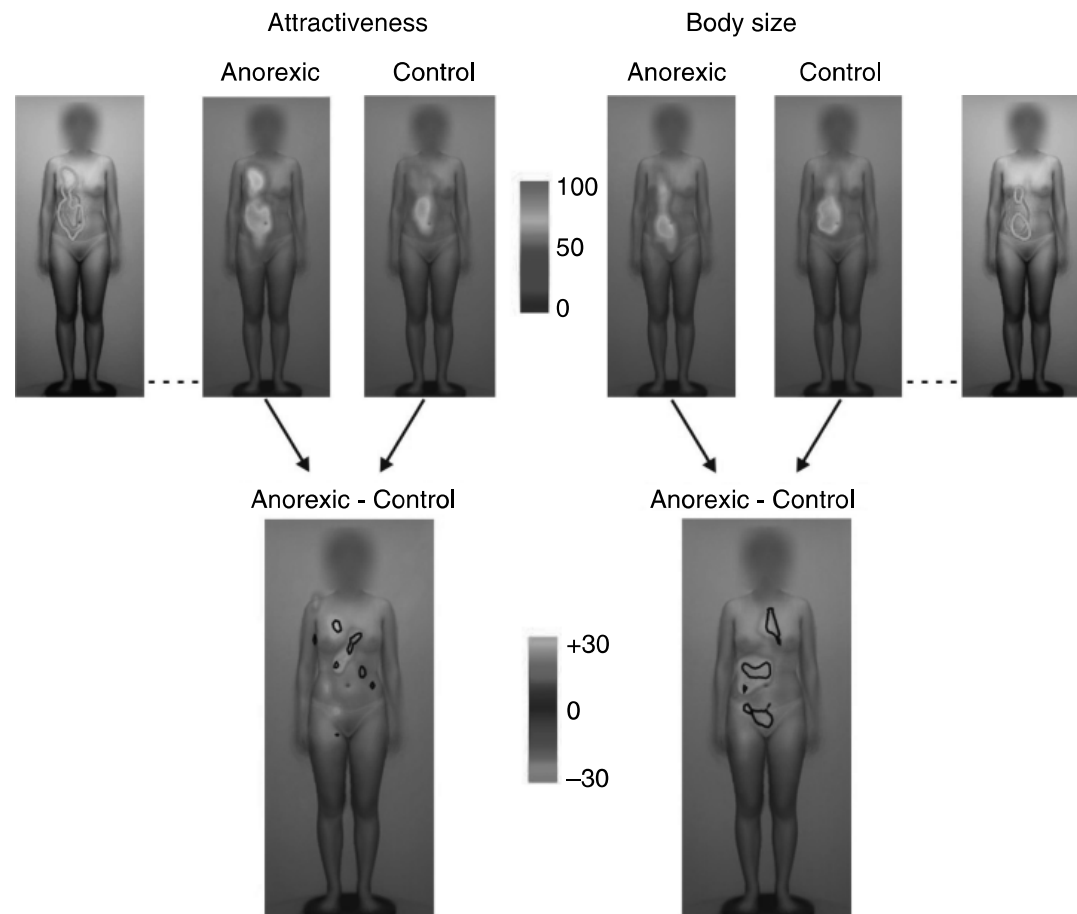 Attractiveness
Body size
Anorexic
Control
Anorexic
Control
100
50
0
Anorexic - Control
Anorexic - Control
+30
0
–30